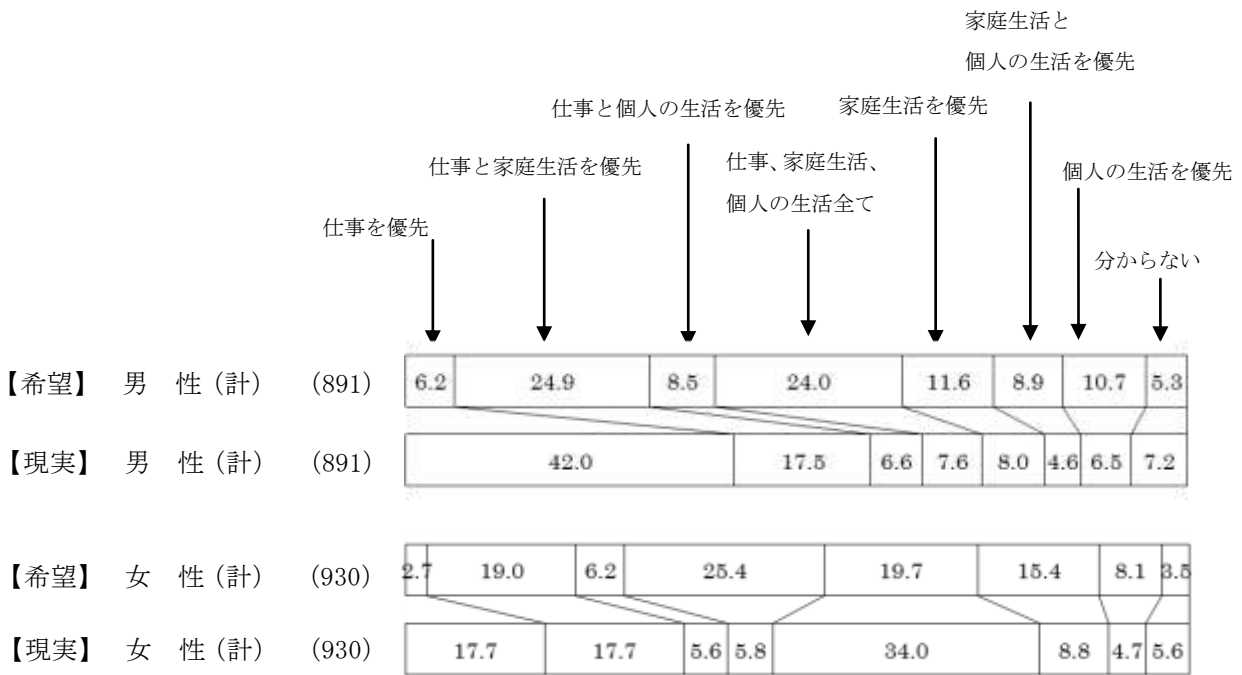 家庭生活と
個人の生活を優先
仕事と個人の生活を優先
家庭生活を優先
仕事と家庭生活を優先
仕事、家庭生活、
個人の生活全て
個人の生活を優先
仕事を優先
分からない
【希望】 男 性（計） （891） 6.2 24.9 8.5 24.0 11.6 8.9 10.7 5.3
【現実】 男 性（計） （891） 42.0 17.5 6.6 7.6 8.0 4.6 6.5 7.2
【希望】 女 性（計） （930） 2.7 19.0 6.2 25.4 19.7 15.4 8.1 3.5
【現実】 女 性（計） （930） 17.7 17.7 5.6 5.8 34.0 8.8 4.7 5.6